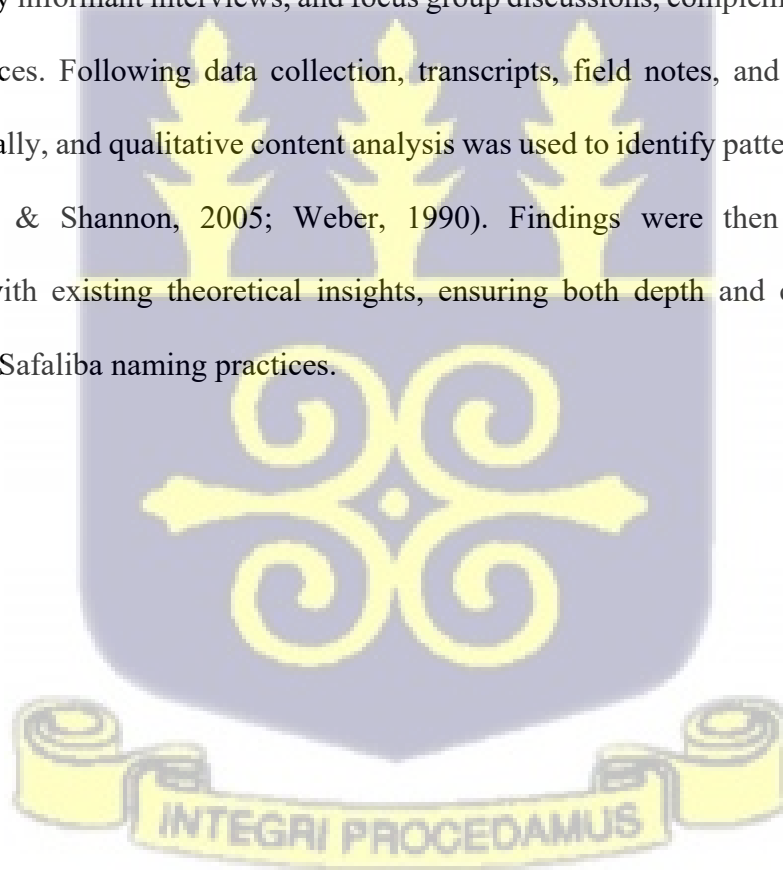 informant interviews, and focus group discussions,
ces. Following data collection, transcripts, field notes, and
ally, and qualitative content analysis was used to identify patte
& Shannon, 2005; Weber, 1990). Findings were then
with existing theoretical insights, ensuring both depth and
Safaliba naming practices.
INTEGRI PROCEDAMUS